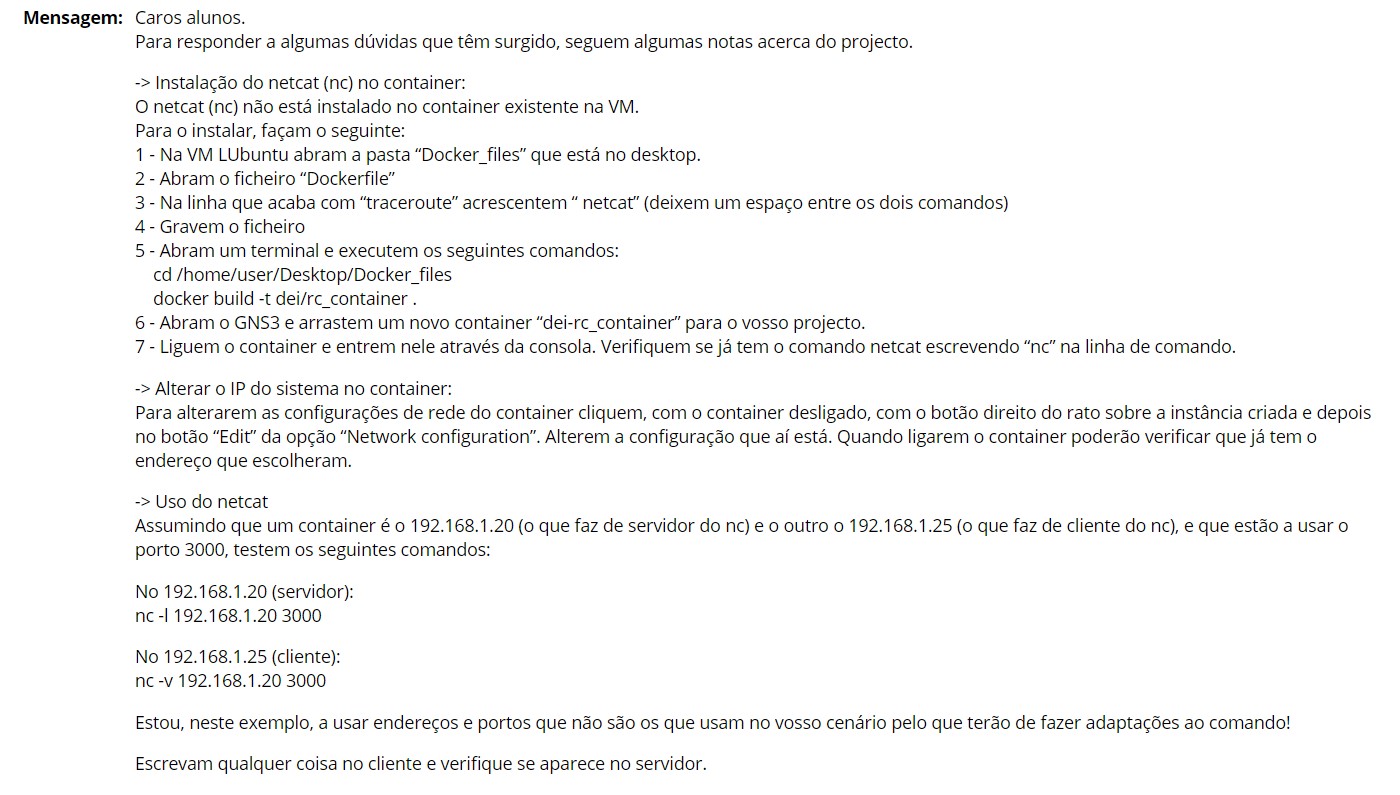 Mensagem: Caros alunos.
Para responder a algumas dúvidas que têm surgido, seguem algumas notas acerca do projecto.
-> Instalação do netcat (nc) no container:
O netcat (nc) não está instalado no container existente na VM.
Para o instalar, façam o seguinte:
1 - Na VM LUbuntu abram a pasta “Docker_files” que está no desktop.
2 - Abram o ficheiro “Dockerfile”
3 - Na linha que acaba com “traceroute” acrescentem “ netcat” (deixem um espaço entre os dois comandos)
4 - Gravem o ficheiro
5 - Abram um terminal e executem os seguintes comandos:
cd /home/user/Desktop/Docker_files
docker build -t dei/rc_container .
6 - Abram o GNS3 e arrastem um novo container “dei-rc_container” para o vosso projecto.
7 - Liguem o container e entrem nele através da consola. Verifiquem se já tem o comando netcat escrevendo “nc” na linha de comando.
-> Alterar o IP do sistema no container:
Para alterarem as configurações de rede do container cliquem, com o container desligado, com o botão direito do rato sobre a instância criada e depois
no botão “Edit” da opção “Network configuration”. Alterem a configuração que aí está. Quando ligarem o container poderão verificar que já tem o
endereço que escolheram.
-> Uso do netcat
Assumindo que um container é o 192.168.1.20 (o que faz de servidor do nc) e o outro o 192.168.1.25 (o que faz de cliente do nc), e que estão a usar o
porto 3000, testem os seguintes comandos:
No 192.168.1.20 (servidor):
nc -l 192.168.1.20 3000
No 192.168.1.25 (cliente):
nc -v 192.168.1.20 3000
Estou, neste exemplo, a usar endereços e portos que não são os que usam no vosso cenário pelo que terão de fazer adaptações ao comando!
Escrevam qualquer coisa no cliente e verifique se aparece no servidor.